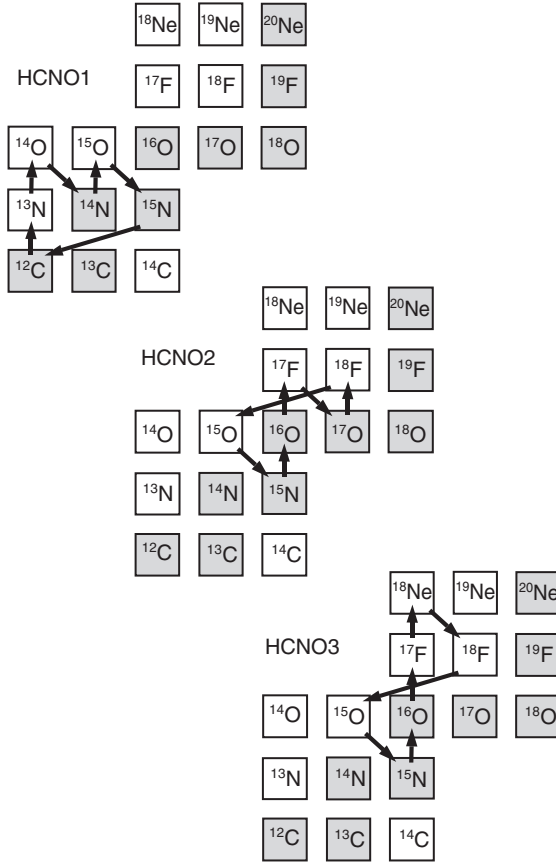 ¹⁸Ne ¹⁹Ne ²⁰Ne
HCNO1
¹⁷F ¹⁸F ¹⁹F
¹⁴O ¹⁵O ¹⁶O ¹⁷O ¹⁸O
¹³N ¹⁴N ¹⁵N
¹²C ¹³C ¹⁴C
¹⁸Ne ¹⁹Ne ²⁰Ne
HCNO2
¹⁷F ¹⁸F ¹⁹F
¹⁴O ¹⁵O ¹⁶O ¹⁷O ¹⁸O
¹³N ¹⁴N ¹⁵N
¹²C ¹³C ¹⁴C
¹⁸Ne ¹⁹Ne ²⁰Ne
HCNO3
¹⁷F ¹⁸F ¹⁹F
¹⁴O ¹⁵O ¹⁶O ¹⁷O ¹⁸O
¹³N ¹⁴N ¹⁵N
¹²C ¹³C ¹⁴C